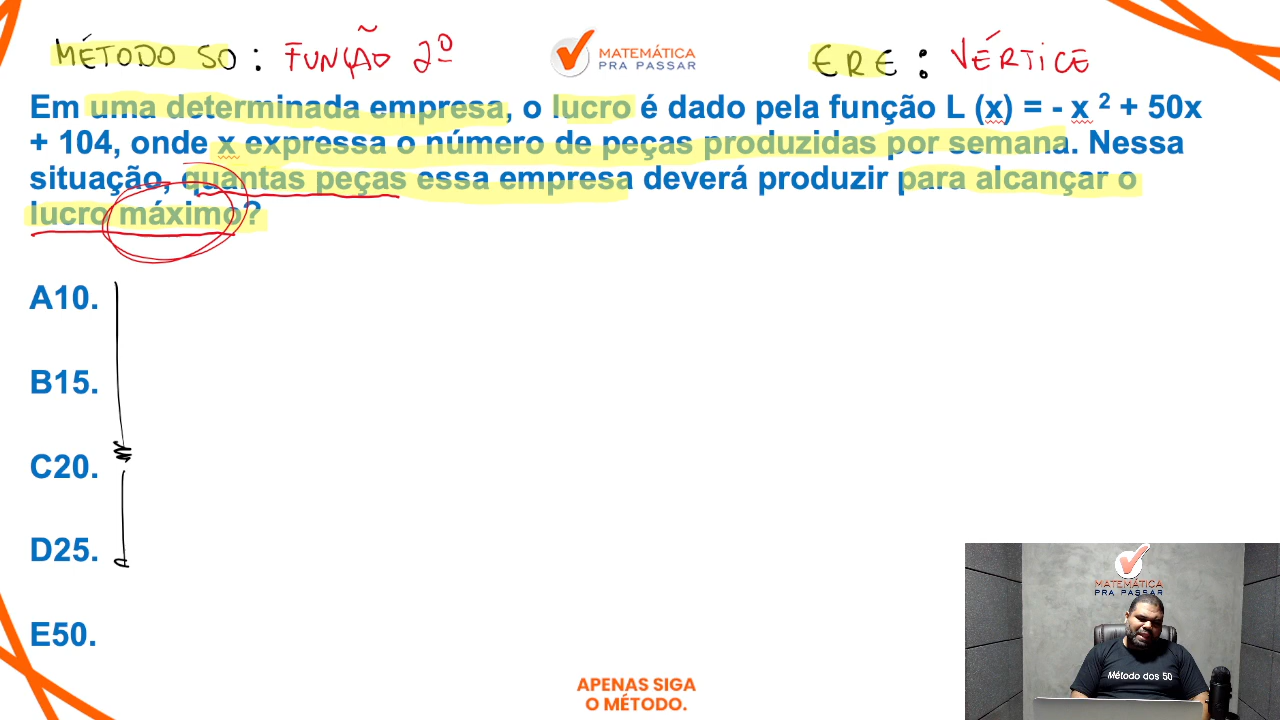 MÉTODO 50 : FUNÇÃO 2º
MATEMÁTICA
PRA PASSAR
ERE : VÉRTICE
Em uma determinada empresa, o lucro é dado pela função L (x) = - x ² + 50x
+ 104, onde x expressa o número de peças produzidas por semana. Nessa
situação, quantas peças essa empresa deverá produzir para alcançar o
lucro máximo?
A10.
B15.
C20.
D25.
E50.
MATEMÁTICA
PRA PASSAR
Método dos 50
APENAS SIGA
O MÉTODO.